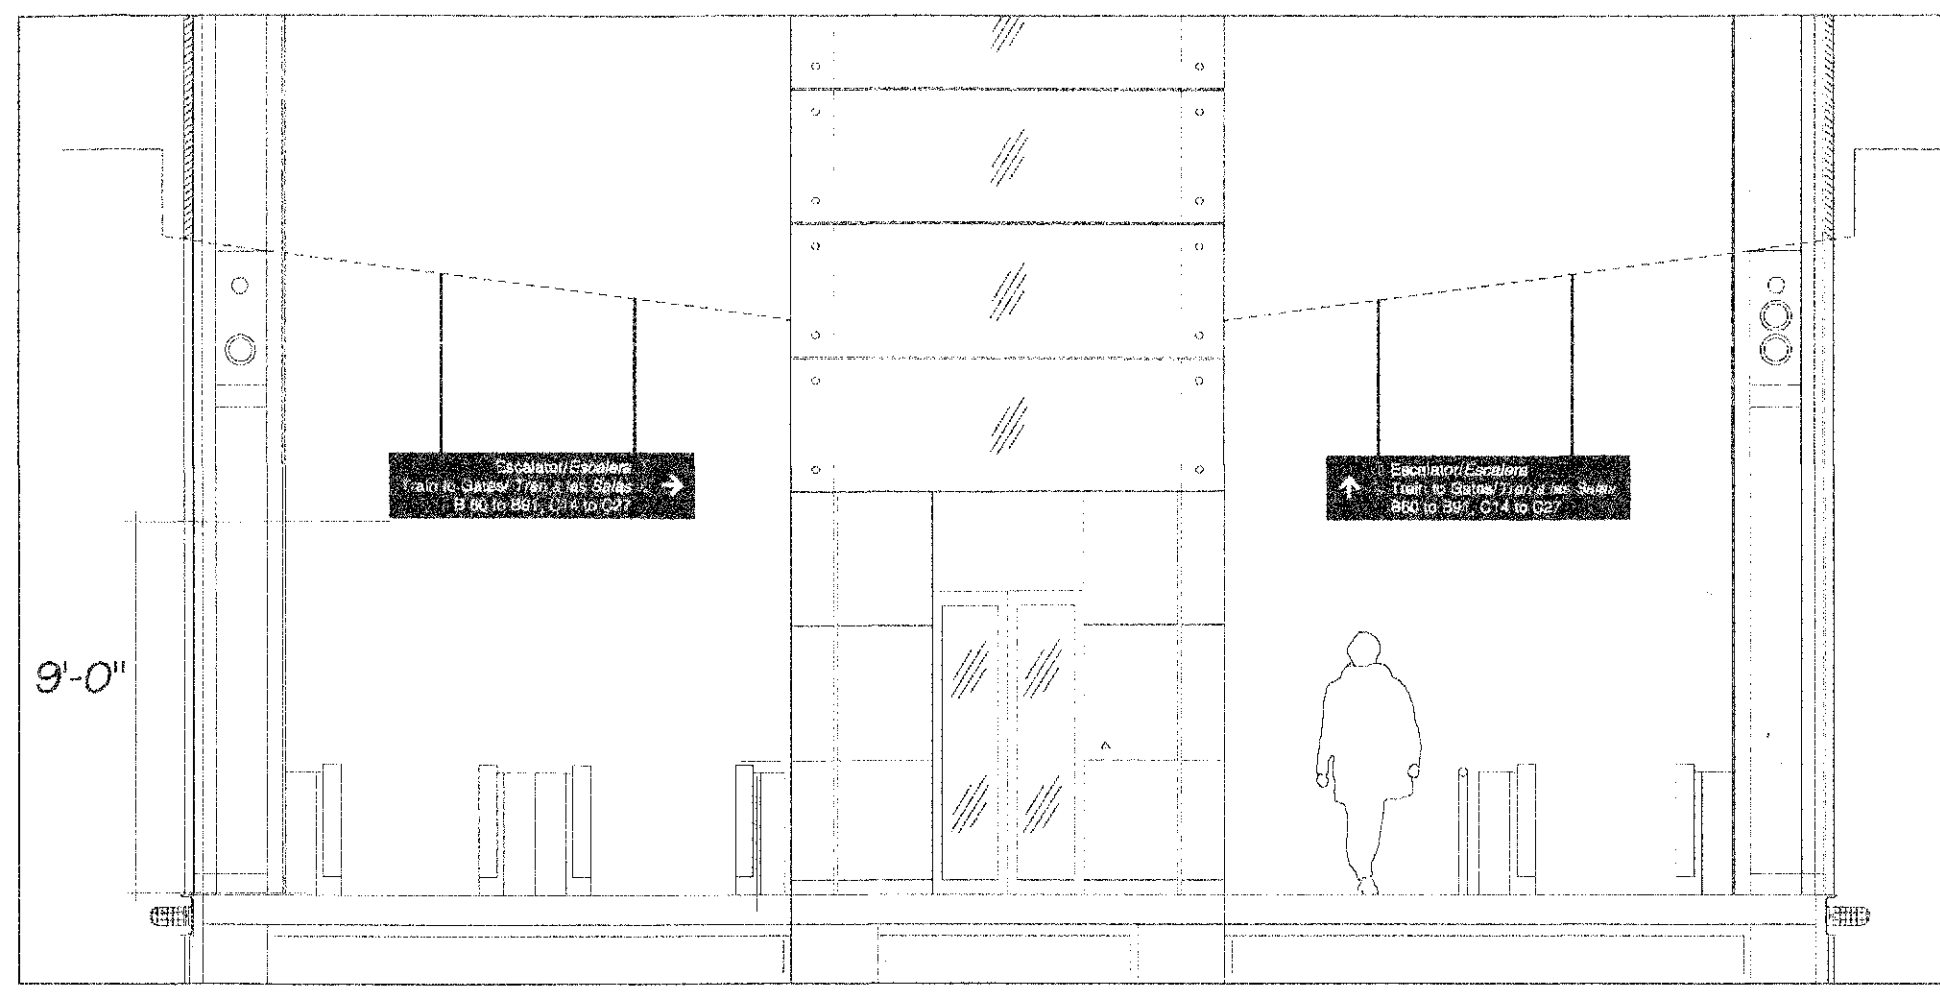 Escalator/Escalera
Train to Gates/Tren a las Salas
B60 to B91, C14 to C27
Escalator/Escalera
Train to Gates/Tren a las Salas
B60 to B91, C14 to C27
9'-0"